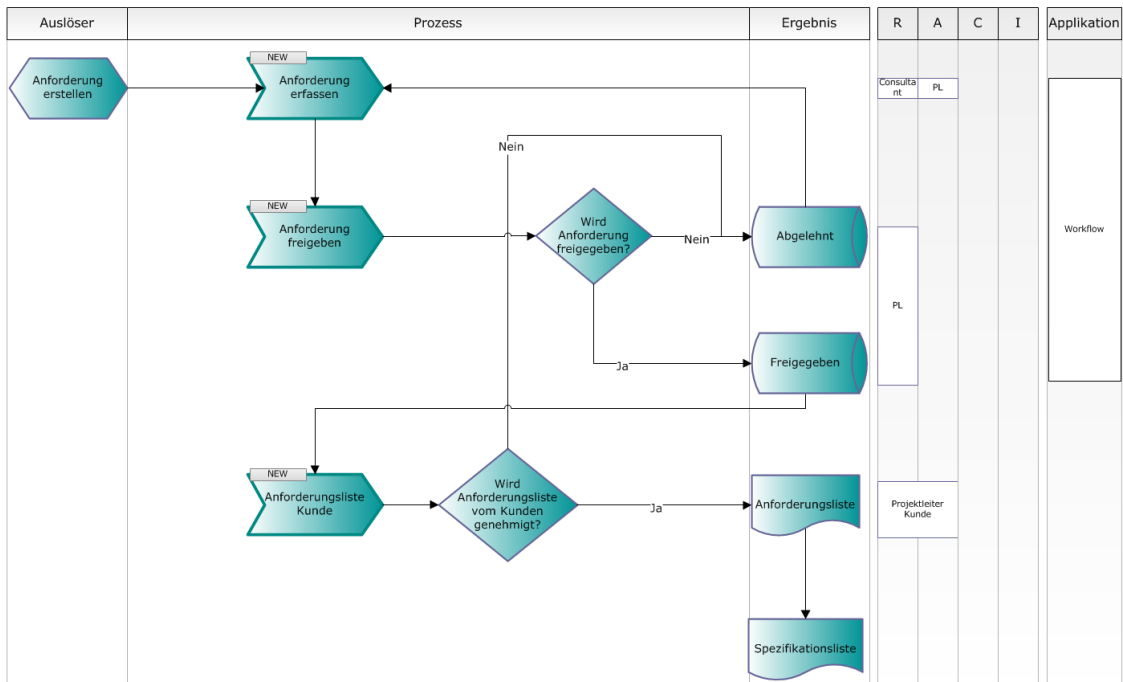 Auslöser
Prozess
Ergebnis
R
A
C
I
Applikation
Anforderung
erstellen
NEW
Anforderung
erfassen
Consulta
nt
PL
Nein
NEW
Anforderung
freigeben
Wird
Anforderung
freigegeben?
Nein
Abgelehnt
Workflow
PL
Ja
Freigegeben
NEW
Anforderungsliste
Kunde
Wird
Anforderungsliste
vom Kunden
genehmigt?
Ja
Anforderungsliste
Projektleiter
Kunde
Spezifikationsliste